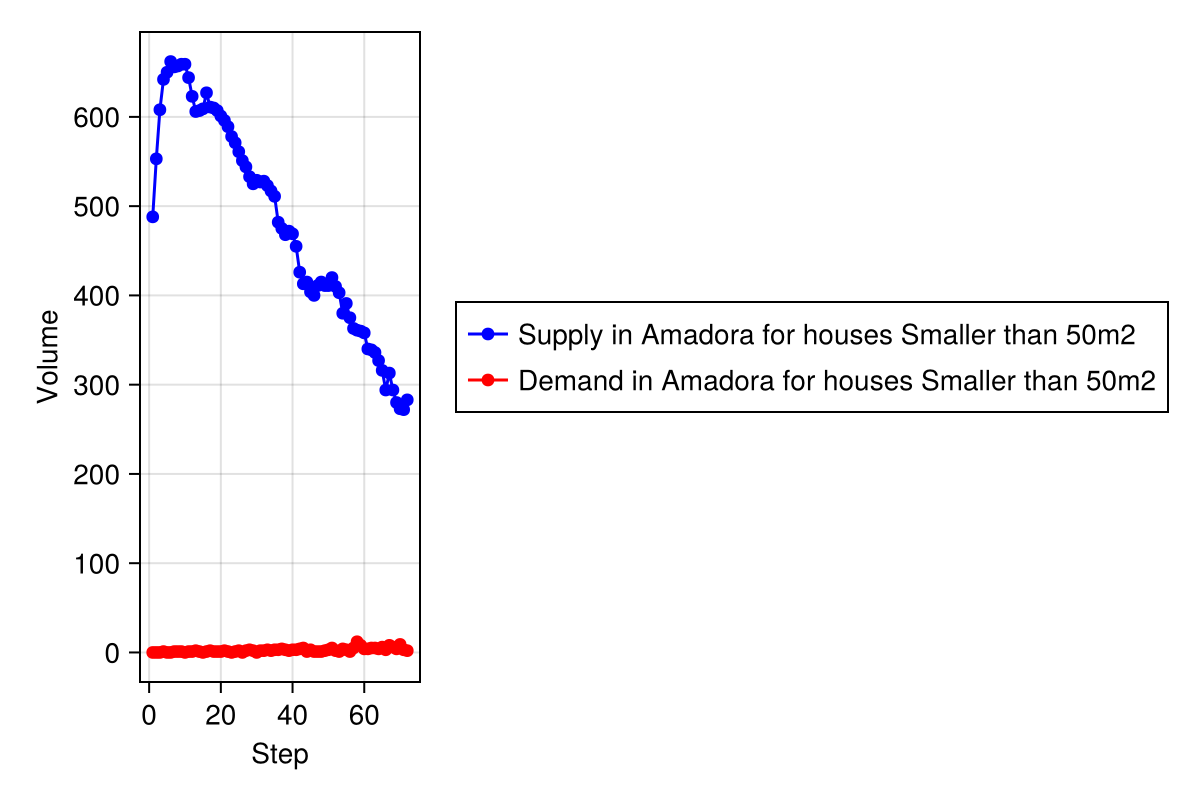 600
500
400
300
200
100
0
Volume
0 20 40 60
Step
Supply in Amadora for houses Smaller than 50m2
Demand in Amadora for houses Smaller than 50m2